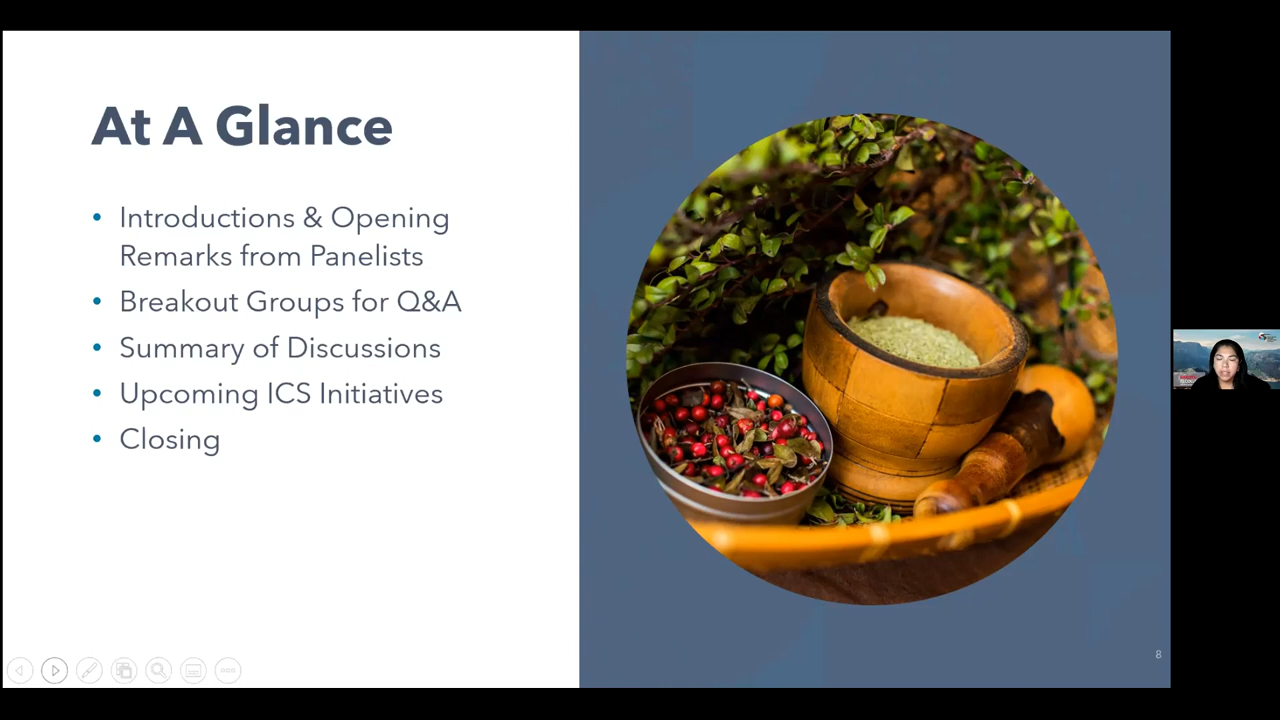 At A Glance
• Introductions & Opening
Remarks from Panelists
• Breakout Groups for Q&A
• Summary of Discussions
• Upcoming ICS Initiatives
• Closing
8